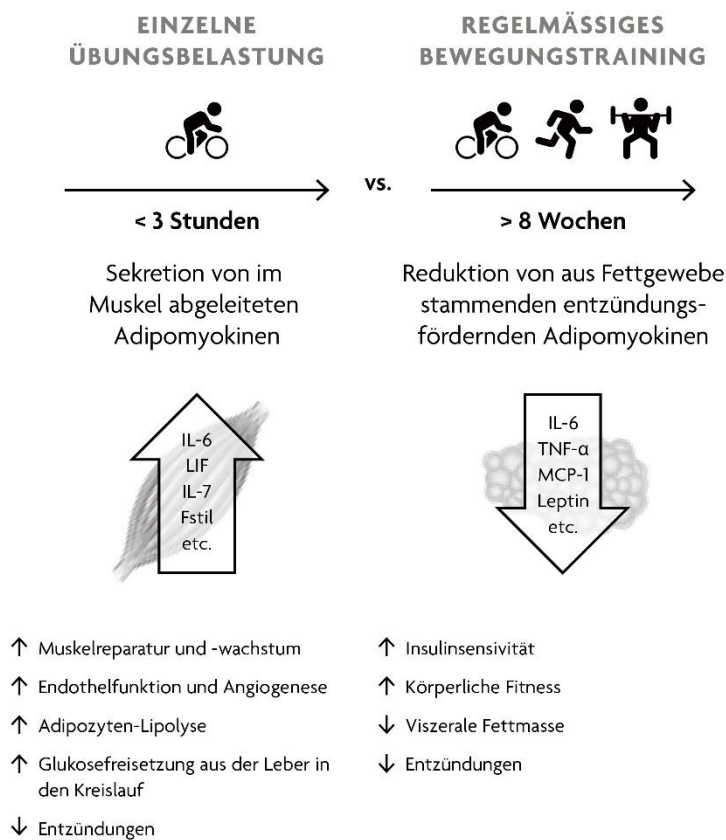 EINZELNE
ÜBUNGSBELASTUNG
< 3 Stunden
Sekretion von im
Muskel abgeleiteten
Adipomyokinen
IL-6
LIF
IL-7
Fstil
etc.
↑ Muskelreparatur und -wachstum
↑ Endothelfunktion und Angiogenese
↑ Adipozyten-Lipolyse
↑ Glukosefreisetzung aus der Leber in
den Kreislauf
↓ Entzündungen
vs.
REGELMÄSSIGES
BEWEGUNGSTRAINING
> 8 Wochen
Reduktion von aus Fettgewebe
stammenden entzündungs-
fördernden Adipomyokinen
IL-6
TNF-α
MCP-1
Leptin
etc.
↑ Insulinsensivität
↑ Körperliche Fitness
↓ Viszerale Fettmasse
↓ Entzündungen